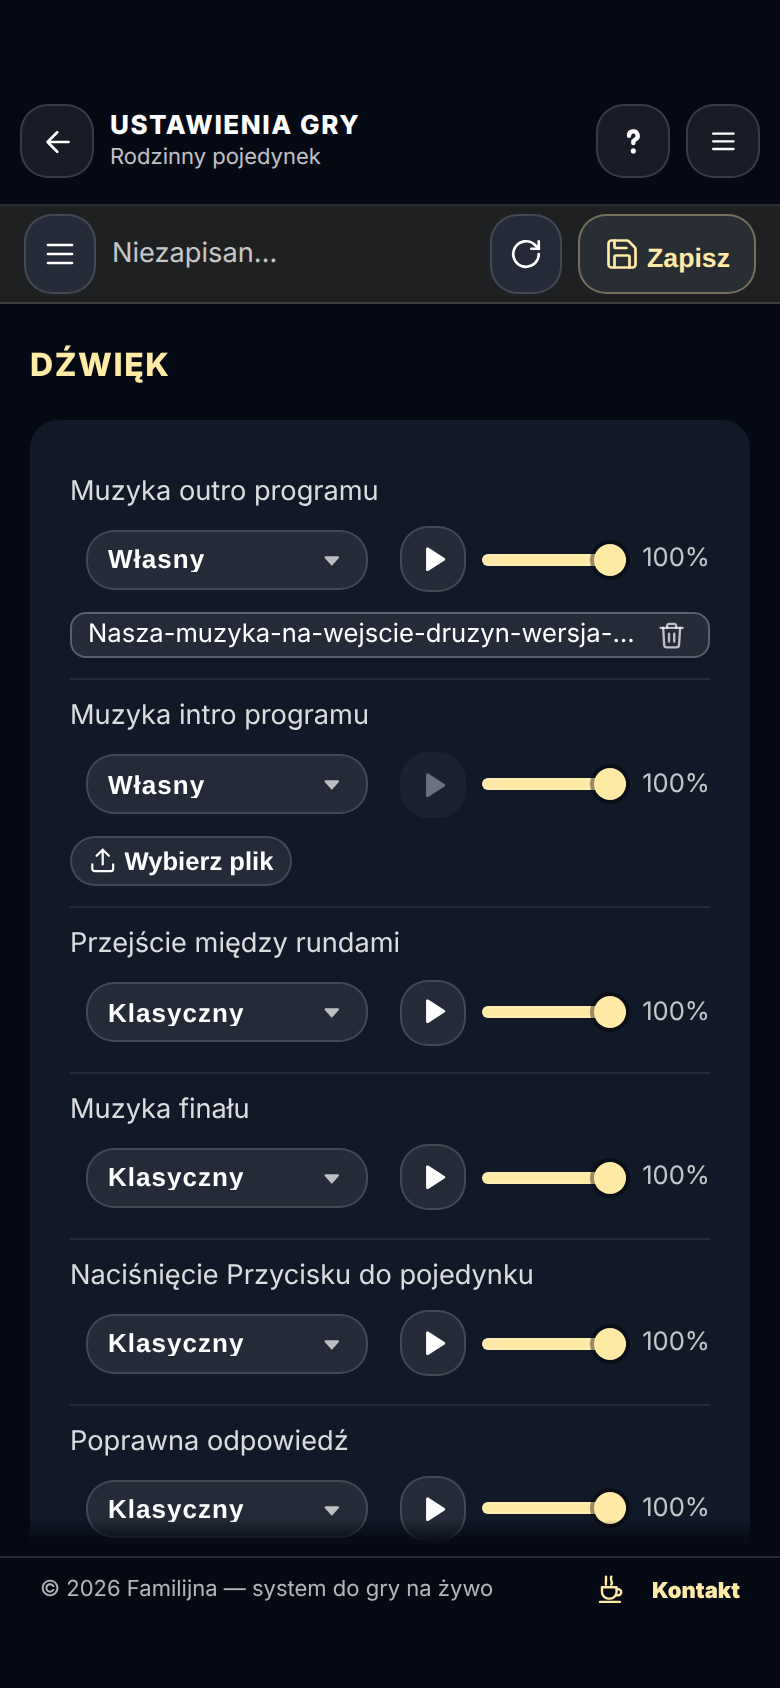 USTAWIENIA GRY
Rodzinny pojedynek
?
Niezapisan...
Zapisz
DŹWIĘK
Muzyka outro programu
Własny
100%
Nasza-muzyka-na-wejscie-druzyn-wersja-...
Muzyka intro programu
Własny
100%
Wybierz plik
Przejście między rundami
Klasyczny
100%
Muzyka finału
Klasyczny
100%
Naciśnięcie Przycisku do pojedynku
Klasyczny
100%
Poprawna odpowiedź
Klasyczny
100%
© 2026 Familijna — system do gry na żywo
Kontakt